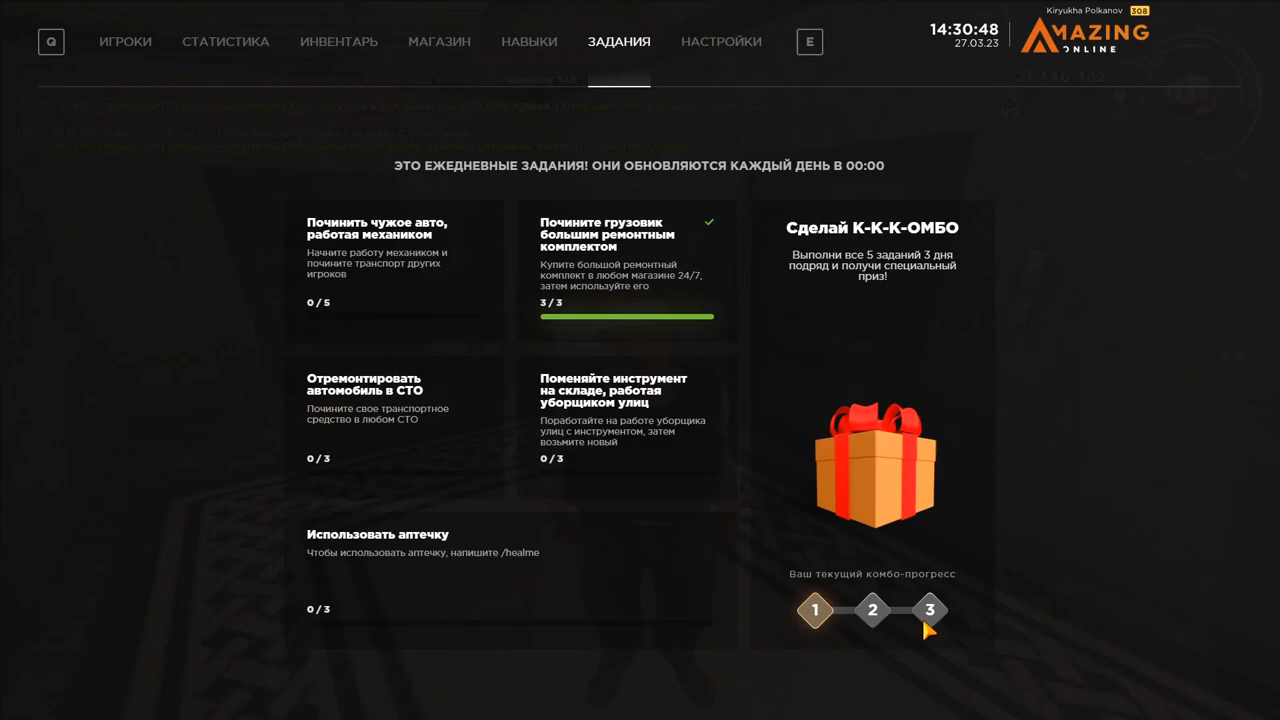 Kiryukha Polkanov 308
Q
ИГРОКИ
СТАТИСТИКА
ИНВЕНТАРЬ
МАГАЗИН
НАВЫКИ
ЗАДАНИЯ
НАСТРОЙКИ
E
14:30:48
27.03.23
AMAZING
ONLINE
21 446 382
0
99
ЭТО ЕЖЕДНЕВНЫЕ ЗАДАНИЯ! ОНИ ОБНОВЛЯЮТСЯ КАЖДЫЙ ДЕНЬ В 00:00
Починить чужое авто,
работая механиком
Начните работу механиком и
почините транспорт других
игроков
0 / 5
Почините грузовик
большим ремонтным
комплектом
Купите большой ремонтный
комплект в любом магазине 24/7,
затем используйте его
3 / 3
Отремонтировать
автомобиль в СТО
Почините свое транспортное
средство в любом СТО
0 / 3
Поменяйте инструмент
на складе, работая
уборщиком улиц
Поработайте на работе уборщика
улиц с инструментом, затем
возьмите новый
0 / 3
Использовать аптечку
Чтобы использовать аптечку, напишите /healme
0 / 3
Сделай К-К-К-ОМБО
Выполни все 5 заданий 3 дня
подряд и получи специальный
приз!
Ваш текущий комбо-прогресс
1 2 3